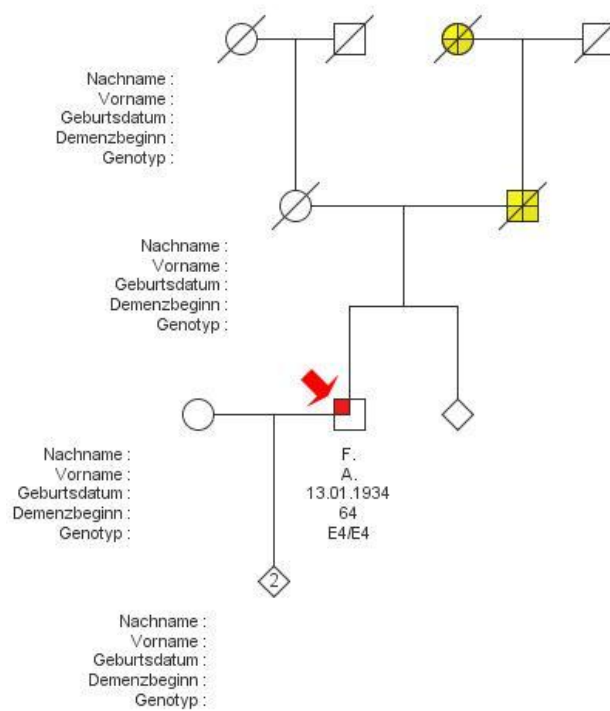 Nachname :
Vorname :
Geburtsdatum :
Demenzbeginn :
Genotyp :
Nachname :
Vorname :
Geburtsdatum :
Demenzbeginn :
Genotyp :
Nachname : F.
Vorname : A.
Geburtsdatum : 13.01.1934
Demenzbeginn : 64
Genotyp : E4/E4
2
Nachname :
Vorname :
Geburtsdatum :
Demenzbeginn :
Genotyp :